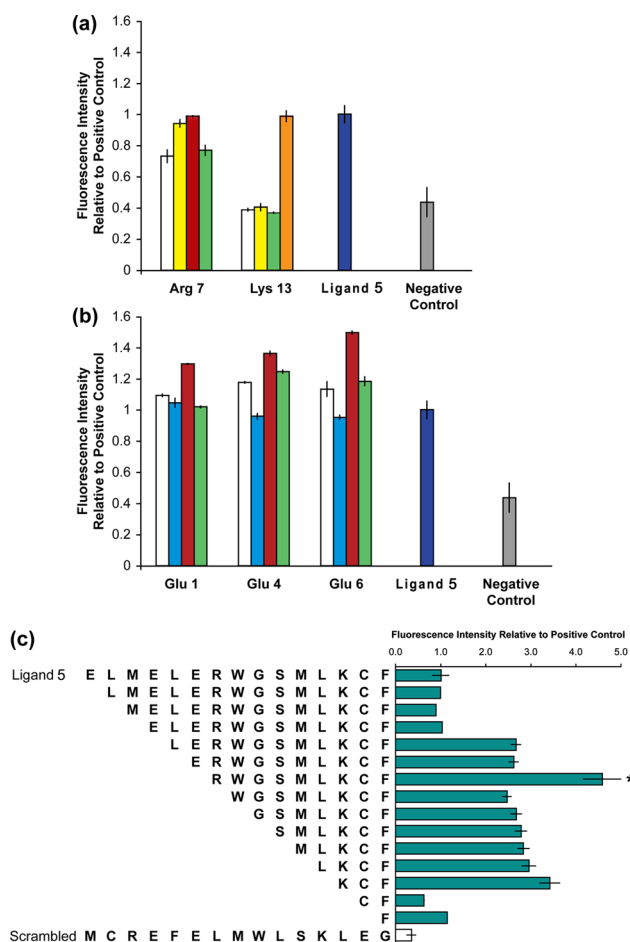 (a)
Fluorescence Intensity
Relative to Positive Control
1.4
1.2
1
0.8
0.6
0.4
0.2
0
Arg 7 Lys 13 Ligand 5 Negative
Control
(b)
Fluorescence Intensity
Relative to Positive Control
1.6
1.4
1.2
1
0.8
0.6
0.4
0.2
0
Glu 1 Glu 4 Glu 6 Ligand 5 Negative
Control
(c)
Fluorescence Intensity Relative to Positive Control
0.0 1.0 2.0 3.0 4.0 5.0
Ligand 5 E L M E L E R W G S M L K C F
L M E L E R W G S M L K C F
M E L E R W G S M L K C F
E L E R W G S M L K C F
L E R W G S M L K C F
E R W G S M L K C F
R W G S M L K C F *
W G S M L K C F
G S M L K C F
S M L K C F
M L K C F
L K C F
K C F
C F
F
Scrambled M C R E F E L M W L S K L E G